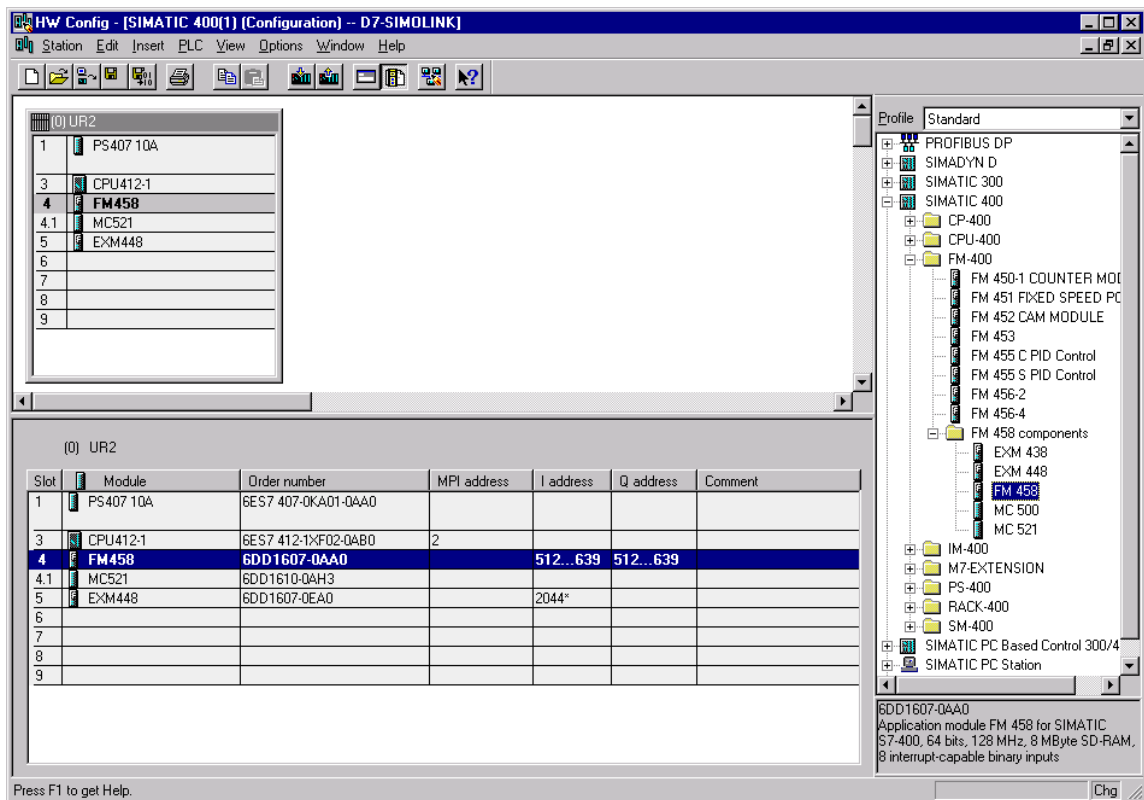 HW Config - [SIMATIC 400(1) (Configuration) -- D7-SIMOLINK]
Station Edit Insert PLC View Options Window Help
(0) UR2
1 PS407 10A
3 CPU412-1
4 FM458
4.1 MC521
5 EXM448
6
7
8
9
(0) UR2
Slot Module Order number MPI address I address Q address Comment
1 PS407 10A 6ES7 407-0KA01-0AA0
3 CPU412-1 6ES7 412-1XF02-0AB0 2
4 FM458 6DD1607-0AA0 512...639 512...639
4.1 MC521 6DD1610-0AH3
5 EXM448 6DD1607-0EA0 2044*
6
7
8
9
Profile Standard
PROFIBUS DP
SIMADYN D
SIMATIC 300
SIMATIC 400
CP-400
CPU-400
FM-400
FM 450-1 COUNTER MOD
FM 451 FIXED SPEED PO
FM 452 CAM MODULE
FM 453
FM 455 C PID Control
FM 455 S PID Control
FM 456-2
FM 456-4
FM 458 components
EXM 438
EXM 448
FM 458
MC 500
MC 521
IM-400
M7-EXTENSION
PS-400
RACK-400
SM-400
SIMATIC PC Based Control 300/4
SIMATIC PC Station
6DD1607-0AA0
Application module FM 458 for SIMATIC
S7-400, 64 bits, 128 MHz, 8 MByte SD-RAM,
8 interrupt-capable binary inputs
Press F1 to get Help.
Chg